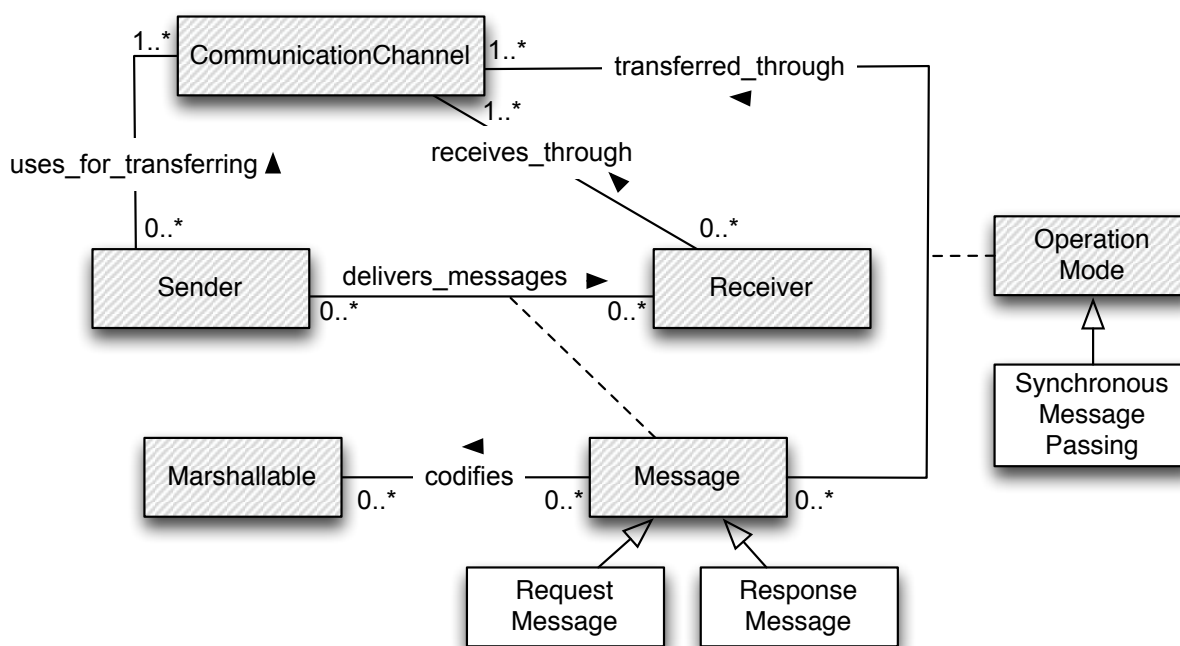 1..*
CommunicationChannel
1..*
transferred_through
1..*
receives_through
uses_for_transferring
0..*
0..*
Operation
Mode
Sender
delivers_messages
Receiver
0..*
0..*
Synchronous
Message
Passing
Marshallable
codifies
Message
0..*
0..*
0..*
Request
Message
Response
Message